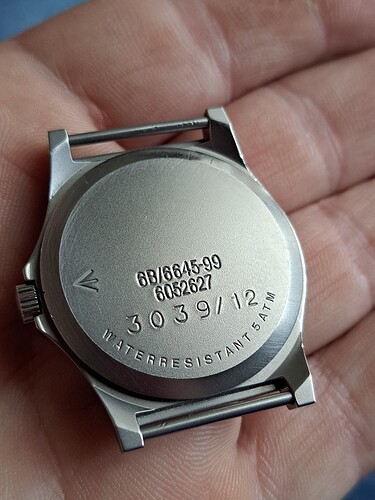 6B/6645-99
6052627
3039/12
WATERRESISTANT 5 ATM